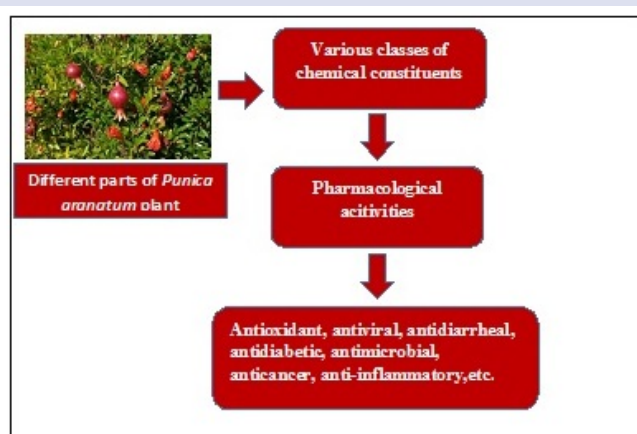 Various classes of
chemical constituents
Different parts of Punica
granatum plant
Pharmacological
acitivities
Antioxidant, antiviral, antidiarrheal,
antidiabetic, antimicrobial,
anticancer, anti-inflammatory,etc.